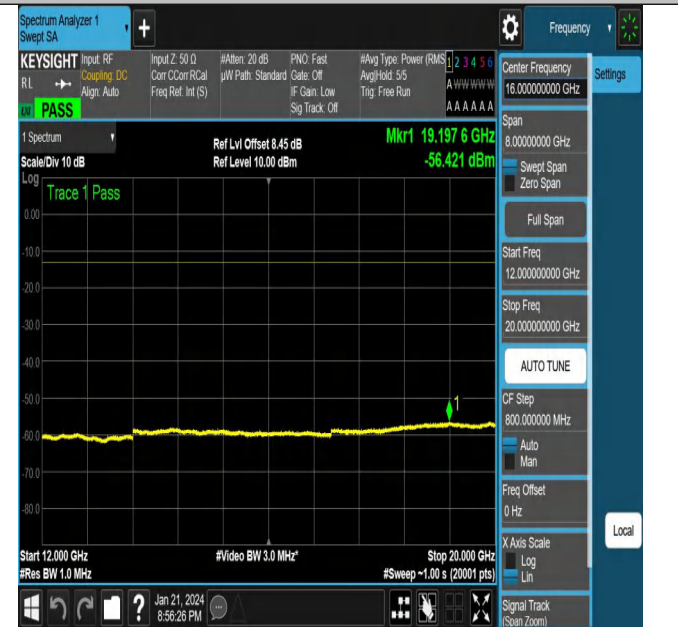 Spectrum Analyzer 1
Swept SA
+
Frequency
KEYSIGHT
RL
LXI
PASS
Input: RF
Coupling: DC
Align: Auto
Input Z: 50 Ω
Corr CCorr RCal
Freq Ref: Int (S)
#Atten: 20 dB
µW Path: Standard
PNO: Fast
Gate: Off
IF Gain: Low
Sig Track: Off
#Avg Type: Power (RMS
Avg|Hold: 5/5
Trig: Free Run
1 2 3 4 5 6
A W W W W W
A A A A A A
1 Spectrum
Scale/Div 10 dB
Log
Ref Lvl Offset 8.45 dB
Ref Level 10.00 dBm
Mkr1 19.197 6 GHz
-56.421 dBm
Trace 1 Pass
0.00
-10.0
-20.0
-30.0
-40.0
-50.0
-60.0
-70.0
-80.0
1
Start 12.000 GHz
#Res BW 1.0 MHz
#Video BW 3.0 MHz*
Stop 20.000 GHz
#Sweep ~1.00 s (20001 pts)
Center Frequency
16.000000000 GHz
Span
8.00000000 GHz
Swept Span
Zero Span
Full Span
Start Freq
12.000000000 GHz
Stop Freq
20.000000000 GHz
AUTO TUNE
CF Step
800.000000 MHz
Auto
Man
Freq Offset
0 Hz
X Axis Scale
Log
Lin
Signal Track
(Span Zoom)
Settings
Local
?
Jan 21, 2024
8:56:26 PM